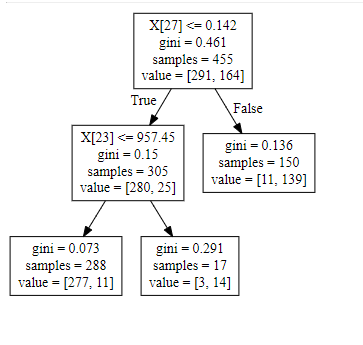 X[27] <= 0.142
gini = 0.461
samples = 455
value = [291, 164]
True
False
X[23] <= 957.45
gini = 0.15
samples = 305
value = [280, 25]
gini = 0.136
samples = 150
value = [11, 139]
gini = 0.073
samples = 288
value = [277, 11]
gini = 0.291
samples = 17
value = [3, 14]